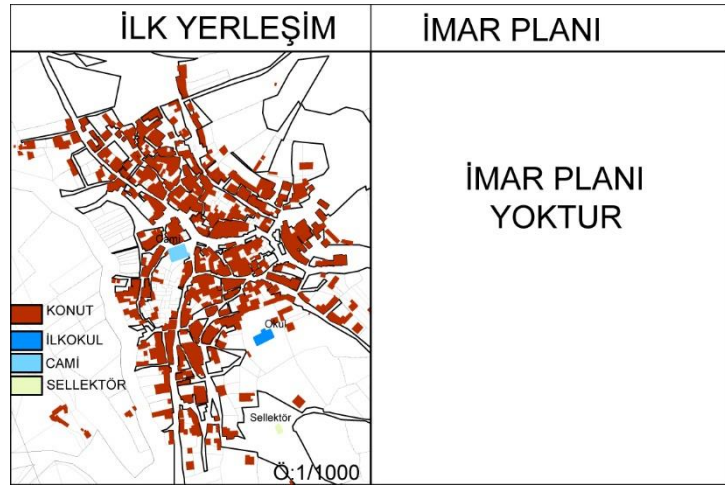 İLK YERLEŞİM
İMAR PLANI
Cami
Okul
Sellektör
KONUT
İLKOKUL
CAMİ
SELLEKTÖR
Ö:1/1000
İMAR PLANI
YOKTUR